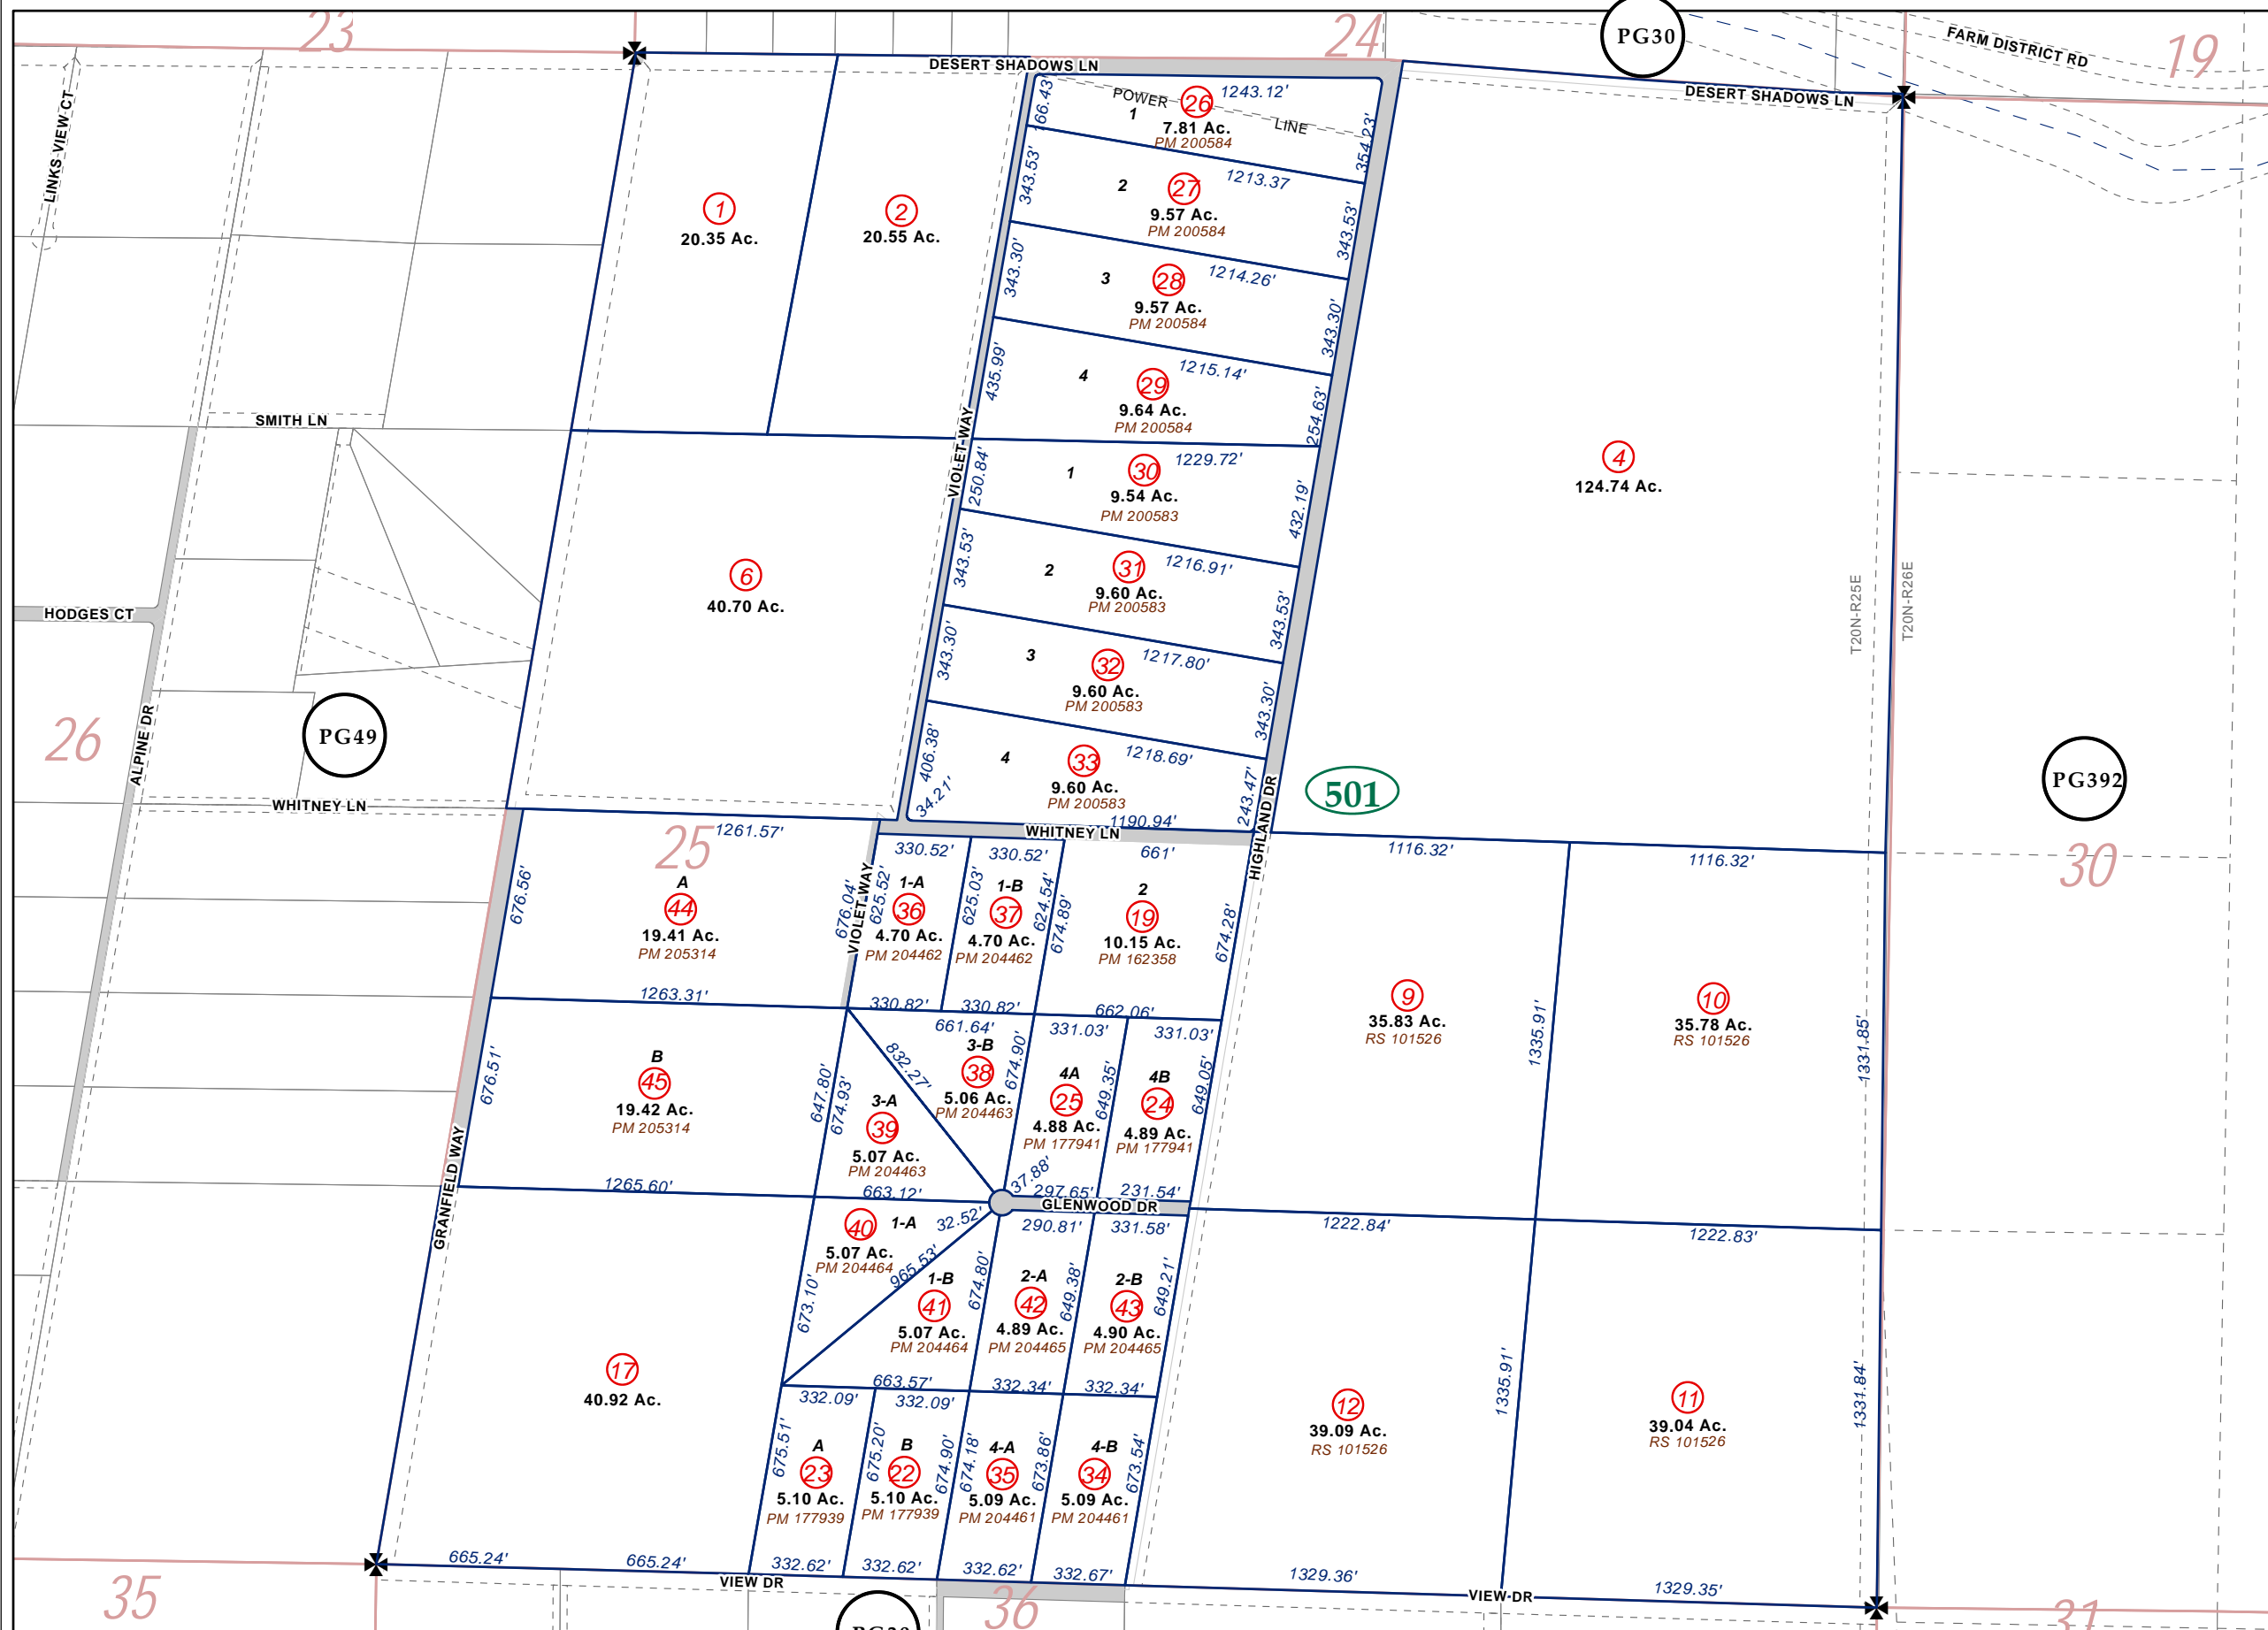 23
24
PG30
FARM DISTRICT RD
19
DESERT SHADOWS LN
DESERT SHADOWS LN
LINKS VIEW CT
POWER
LINE
1
26
7.81 Ac.
PM 200584
1243.12'
354.23'
2
27
9.57 Ac.
PM 200584
1213.37
343.53'
343.53'
3
28
9.57 Ac.
PM 200584
1214.26'
343.30'
343.30'
4
29
9.64 Ac.
PM 200584
1215.14'
435.99'
254.63'
1
20.35 Ac.
2
20.55 Ac.
4
124.74 Ac.
SMITH LN
VIOLET WAY
1
30
9.54 Ac.
PM 200583
1229.72'
250.84'
432.19'
2
31
9.60 Ac.
PM 200583
1216.91'
343.53'
343.53'
3
32
9.60 Ac.
PM 200583
1217.80'
343.30'
343.30'
4
33
9.60 Ac.
PM 200583
1218.69'
406.38'
34.21'
243.47'
1190.94'
6
40.70 Ac.
HODGES CT
T20N-R25E
T20N-R26E
26
ALPINE DR
PG49
WHITNEY LN
WHITNEY LN
HIGHLAND DR
501
PG392
30
25
1261.57'
676.56'
A
44
19.41 Ac.
PM 205314
676.04'
VIOLET WAY
625.52'
330.52'
1-A
36
4.70 Ac.
PM 204462
625.03'
330.52'
1-B
37
4.70 Ac.
PM 204462
624.54'
674.89'
661'
2
19
10.15 Ac.
PM 162358
674.28'
1116.32'
1116.32'
1263.31'
330.82'
330.82'
662.06'
9
35.83 Ac.
RS 101526
1335.91'
10
35.78 Ac.
RS 101526
1331.85'
676.51'
B
45
19.42 Ac.
PM 205314
647.80'
674.93'
832.27'
661.64'
3-B
38
5.06 Ac.
PM 204463
3-A
39
5.07 Ac.
PM 204463
674.90'
331.03'
4A
25
4.88 Ac.
PM 177941
649.35'
331.03'
4B
24
4.89 Ac.
PM 177941
649.05'
37.88'
297.65'
231.54'
GLENWOOD DR
GRANFIELD WAY
1265.60'
663.12'
32.52'
40
1-A
5.07 Ac.
PM 204464
965.53'
673.10'
1-B
41
5.07 Ac.
PM 204464
674.80'
290.81'
2-A
42
4.89 Ac.
PM 204465
649.38'
331.58'
2-B
43
4.90 Ac.
PM 204465
649.21'
1222.84'
1222.83'
12
39.09 Ac.
RS 101526
1335.91'
11
39.04 Ac.
RS 101526
1331.84'
17
40.92 Ac.
663.57'
332.34'
332.34'
332.09'
332.09'
675.51'
A
23
5.10 Ac.
PM 177939
675.20'
B
22
5.10 Ac.
PM 177939
674.90'
674.18'
4-A
35
5.09 Ac.
PM 204461
673.86'
4-B
34
5.09 Ac.
PM 204461
673.54'
665.24'
665.24'
332.62'
332.62'
332.62'
332.67'
1329.36'
1329.35'
VIEW DR
VIEW DR
35
36
31